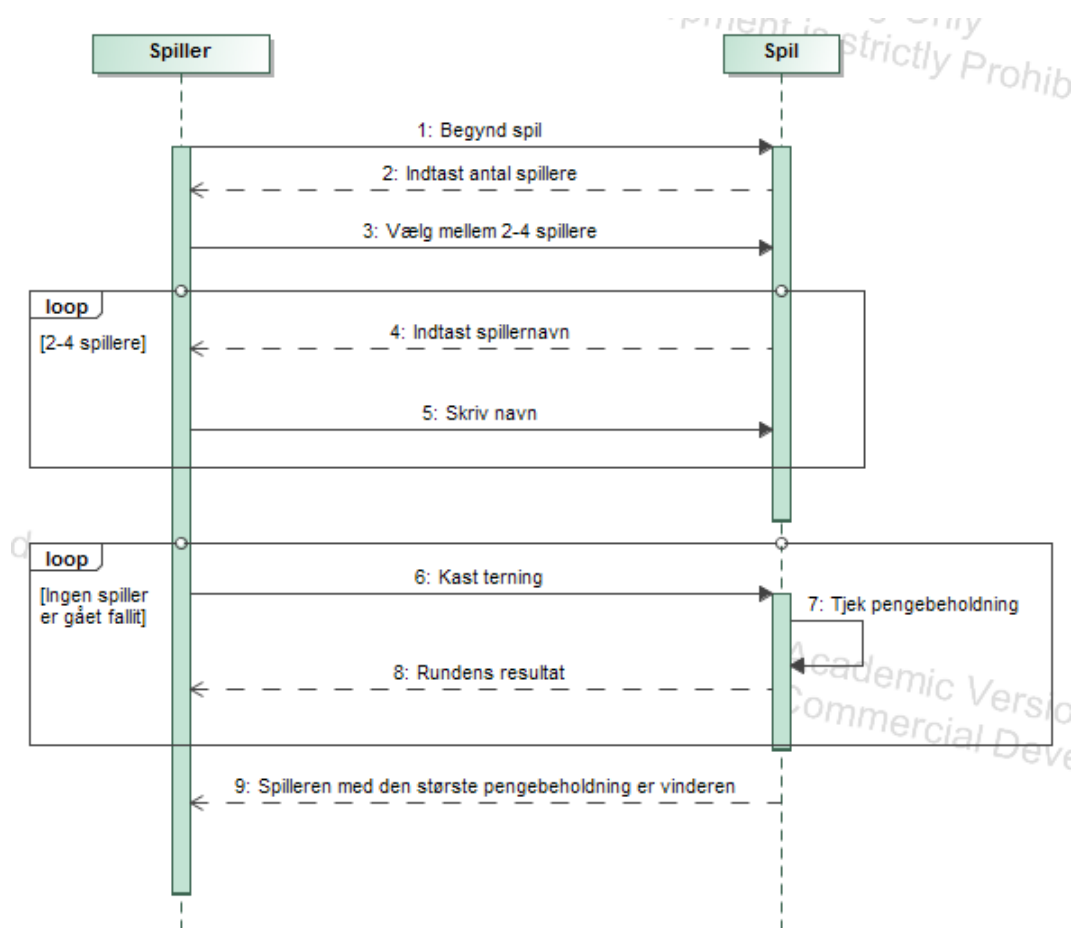 strictly Prohib
Spiller
Spil
1: Begynd spil
2: Indtast antal spillere
3: Vælg mellem 2-4 spillere
loop
[2-4 spillere]
4: Indtast spillernavn
5: Skriv navn
loop
[Ingen spiller
er gået fallit]
6: Kast terning
7: Tjek pengebeholdning
8: Rundens resultat
Academic Versio
Commercial Deve
9: Spilleren med den største pengebeholdning er vinderen